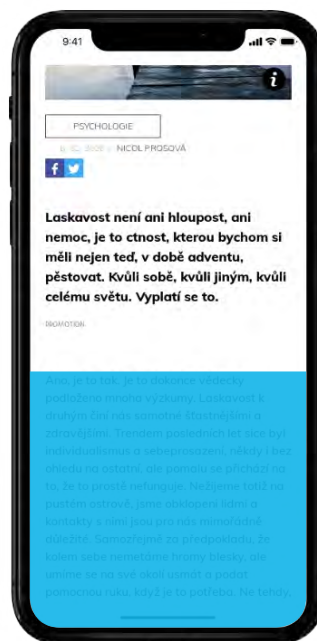 9:41
i
PSYCHOLOGIE
NICOL PROSOVÁ
f
Laskavost není ani hloupost, ani
nemoc, je to ctnost, kterou bychom si
měli nejen teď, v době adventu,
pěstovat. Kvůli sobě, kvůli jiným, kvůli
celému světu. Vyplatí se to.
PROMOTION
Ano, je to tak. Je to dokonce vědecky
podloženo mnoha výzkumy. Laskavost k
druhým činí nás samotné šťastnějšími a
zdravějšími. Trendem posledních let sice byl
individualismus a sebeprosazení, někdy i bez
ohledu na ostatní, ale pomalu se přichází na
to, že to prostě nefunguje. Nežijeme totiž na
pustém ostrově, jsme obklopeni lidmi a
kontakty s nimi jsou pro nás mimořádně
důležité. Samozřejmě za předpokladu, že
kolem sebe nemetáme hromy blesky, ale
umíme se na své okolí usmát a podat
pomocnou ruku, když je to potřeba. Ne tehdy,